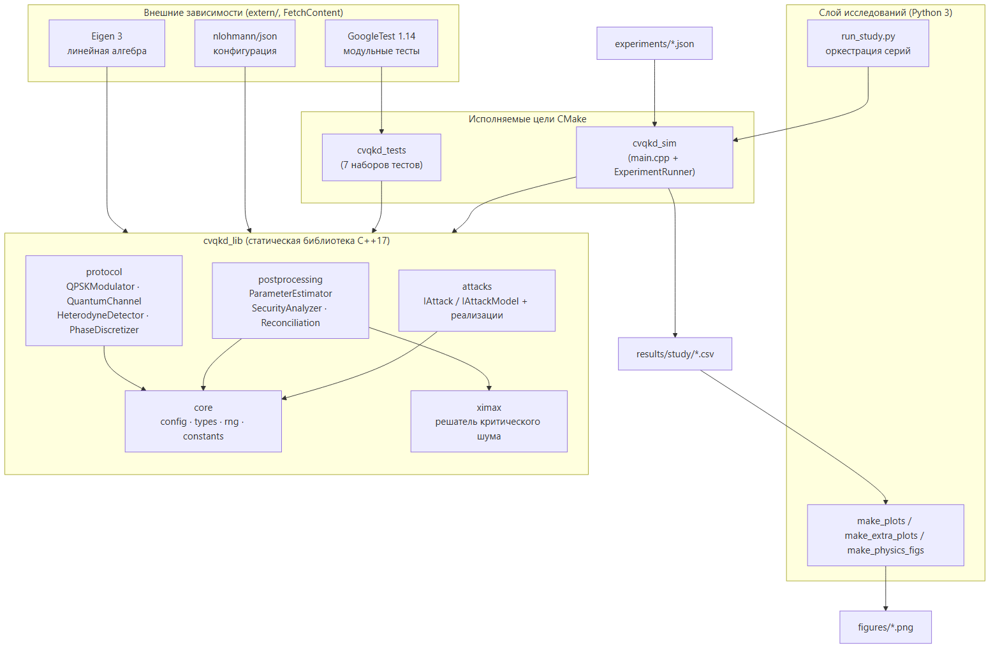 Внешние зависимости (extern/, FetchContent)
Eigen 3
линейная алгебра
nlohmann/json
конфигурация
GoogleTest 1.14
модульные тесты
experiments/*.json
Слой исследований (Python 3)
run_study.py
оркестрация серий
Исполняемые цели CMake
cvqkd_tests
(7 наборов тестов)
cvqkd_sim
(main.cpp +
ExperimentRunner)
cvqkd_lib (статическая библиотека C++17)
protocol
QPSKModulator ·
QuantumChannel
HeterodyneDetector ·
PhaseDiscretizer
postprocessing
ParameterEstimator
SecurityAnalyzer ·
Reconciliation
attacks
IAttack / IAttackModel +
реализации
core
config · types · rng ·
constants
ximax
решатель критического
шума
results/study/*.csv
make_plots /
make_extra_plots /
make_physics_figs
figures/*.png